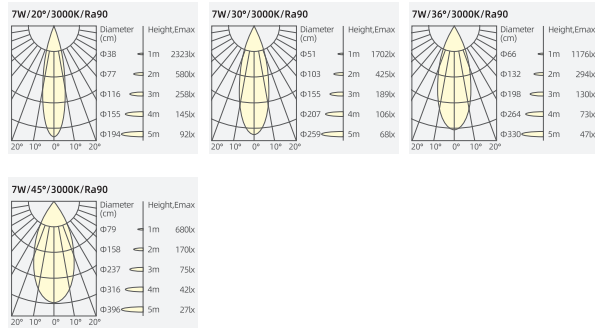 7W/20°/3000K/Ra90
Diameter Height,Emax
(cm)
Φ38 1m 2323lx
Φ77 2m 580lx
Φ116 3m 258lx
Φ155 4m 145lx
Φ194 5m 92lx
20° 10° 0° 10° 20°
7W/30°/3000K/Ra90
Diameter Height,Emax
(cm)
Φ51 1m 1702lx
Φ103 2m 425lx
Φ155 3m 189lx
Φ207 4m 106lx
Φ259 5m 68lx
20° 10° 0° 10° 20°
7W/36°/3000K/Ra90
Diameter Height,Emax
(cm)
Φ66 1m 1176lx
Φ132 2m 294lx
Φ198 3m 130lx
Φ264 4m 73lx
Φ330 5m 47lx
20° 10° 0° 10° 20°
7W/45°/3000K/Ra90
Diameter Height,Emax
(cm)
Φ79 1m 680lx
Φ158 2m 170lx
Φ237 3m 75lx
Φ316 4m 42lx
Φ396 5m 27lx
20° 10° 0° 10° 20°